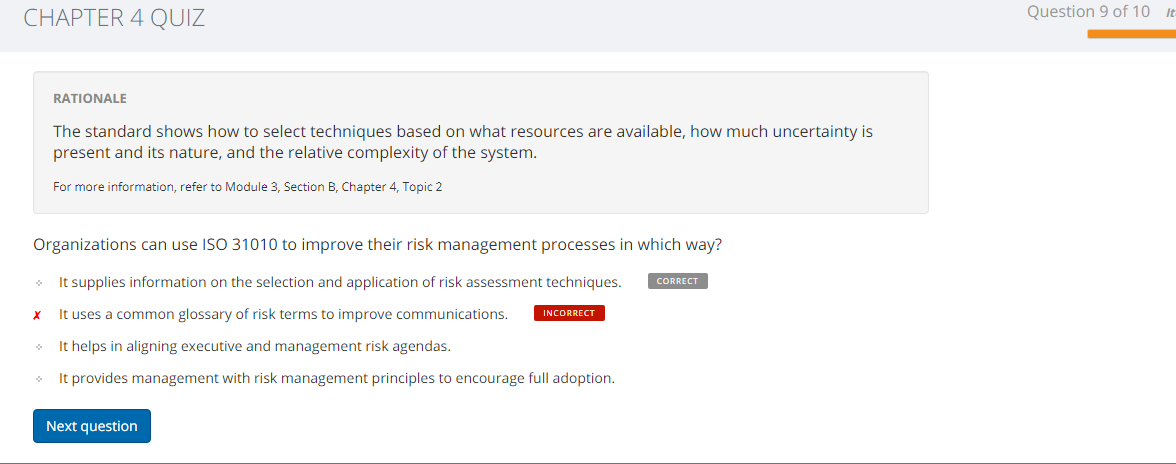 CHAPTER 4 QUIZ
Question 9 of 10
RATIONALE
The standard shows how to select techniques based on what resources are available, how much uncertainty is
present and its nature, and the relative complexity of the system.
For more information, refer to Module 3, Section B, Chapter 4, Topic 2
Organizations can use ISO 31010 to improve their risk management processes in which way?
It supplies information on the selection and application of risk assessment techniques. CORRECT
✗ It uses a common glossary of risk terms to improve communications. INCORRECT
It helps in aligning executive and management risk agendas.
It provides management with risk management principles to encourage full adoption.
Next question